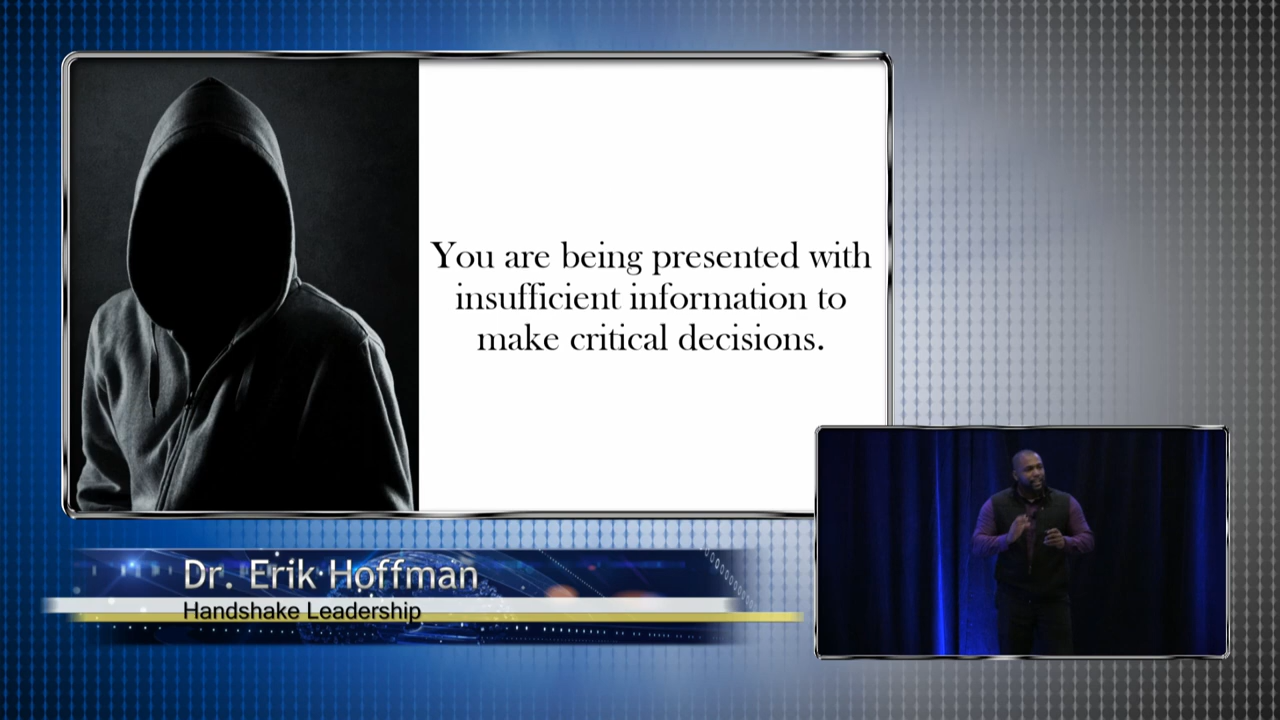 You are being presented with
insufficient information to
make critical decisions.
Dr. Erik Hoffman
Handshake Leadership